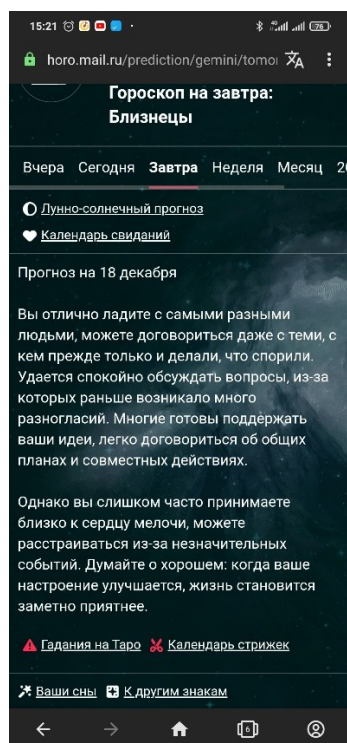 15:21
76
horo.mail.ru/prediction/gemini/tomo
Гороскоп на завтра:
Близнецы
Вчера Сегодня Завтра Неделя Месяц 20
Лунно-солнечный прогноз
Календарь свиданий
Прогноз на 18 декабря
Вы отлично ладите с самыми разными
людьми, можете договориться даже с теми, с
кем прежде только и делали, что спорили.
Удается спокойно обсуждать вопросы, из-за
которых раньше возникало много
разногласий. Многие готовы поддержать
ваши идеи, легко договориться об общих
планах и совместных действиях.
Однако вы слишком часто принимаете
близко к сердцу мелочи, можете
расстраиваться из-за незначительных
событий. Думайте о хорошем: когда ваше
настроение улучшается, жизнь становится
заметно приятнее.
Гадания на Таро Календарь стрижек
Ваши сны К другим знакам
6